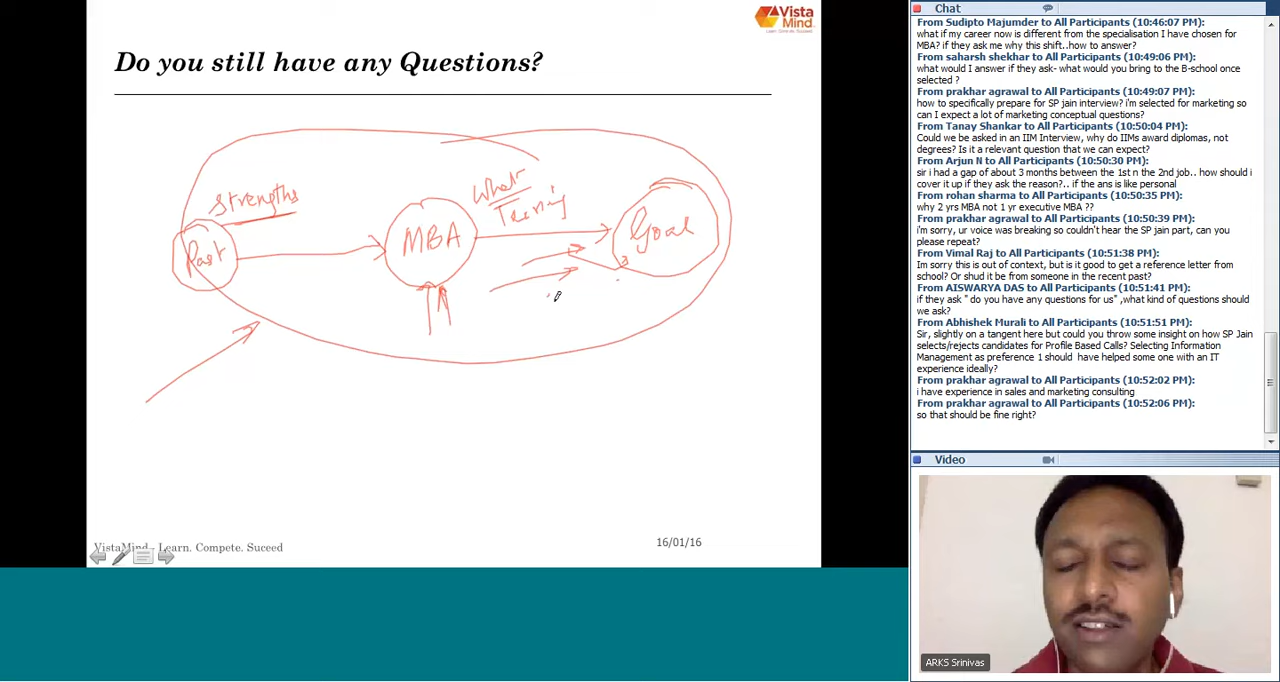 Vista
Mind
Learn. Compete. Succeed.
Do you still have any Questions?
Strengths
Past
MBA
What
Training
Goal
3
VistaMind - Learn. Compete. Suceed
16/01/16
Chat
From Sudipto Majumder to All Participants (10:46:07 PM):
what if my career now is different from the specialisation I have chosen for
MBA? if they ask me why this shift..how to answer?
From saharsh shekhar to All Participants (10:49:06 PM):
what would I answer if they ask- what would you bring to the B-school once
selected ?
From prakhar agrawal to All Participants (10:49:07 PM):
how to specifically prepare for SP jain interview? i'm selected for marketing so
can I expect a lot of marketing conceptual questions?
From Tanay Shankar to All Participants (10:50:04 PM):
Could we be asked in an IIM Interview, why do IIMs award diplomas, not
degrees? Is it a relevant question that we can expect?
From Arjun N to All Participants (10:50:30 PM):
sir i had a gap of about 3 months between the 1st n the 2nd job.. how should i
cover it up if they ask the reason?.. if the ans is like personal
From rohan sharma to All Participants (10:50:35 PM):
why 2 yrs MBA not 1 yr executive MBA ??
From prakhar agrawal to All Participants (10:50:39 PM):
i'm sorry, ur voice was breaking so couldn't hear the SP jain part, can you
please repeat?
From Vimal Raj to All Participants (10:51:38 PM):
Im sorry this is out of context, but is it good to get a reference letter from
school? Or shud it be from someone in the recent past?
From AISWARYA DAS to All Participants (10:51:41 PM):
if they ask " do you have any questions for us" ,what kind of questions should
we ask?
From Abhishek Murali to All Participants (10:51:51 PM):
Sir, slightly on a tangent here but could you throw some insight on how SP Jain
selects/rejects candidates for Profile Based Calls? Selecting Information
Management as preference 1 should have helped some one with an IT
experience ideally?
From prakhar agrawal to All Participants (10:52:02 PM):
i have experience in sales and marketing consulting
From prakhar agrawal to All Participants (10:52:06 PM):
so that should be fine right?
Video
ARKS Srinivas